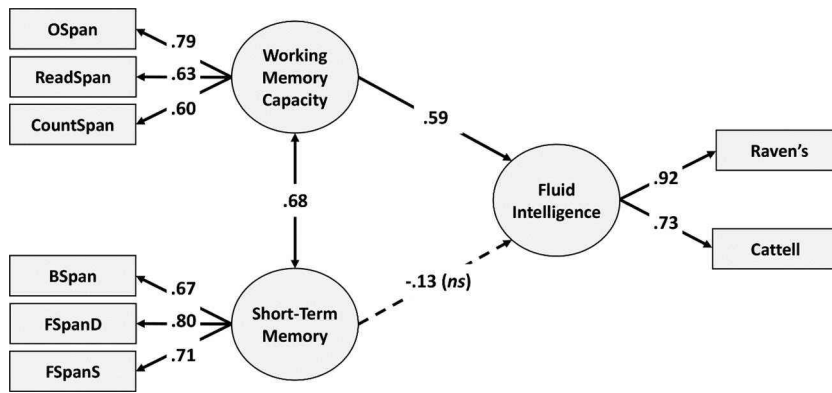 OSpan
.79
ReadSpan
.63
CountSpan
.60
Working
Memory
Capacity
.59
.68
Fluid
Intelligence
.92
Raven's
.73
Cattell
BSpan
.67
FSpanD
.80
FSpanS
.71
Short-Term
Memory
-.13 (ns)